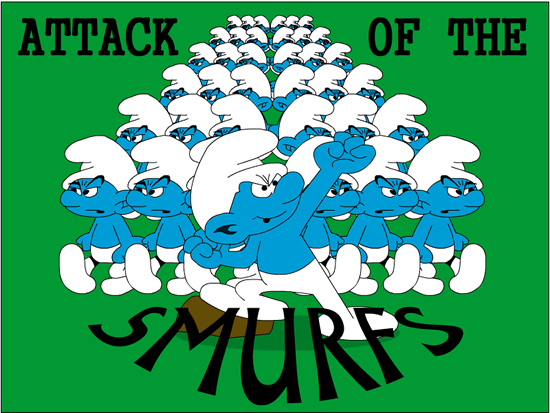 ATTACK OF THE
SMURFS